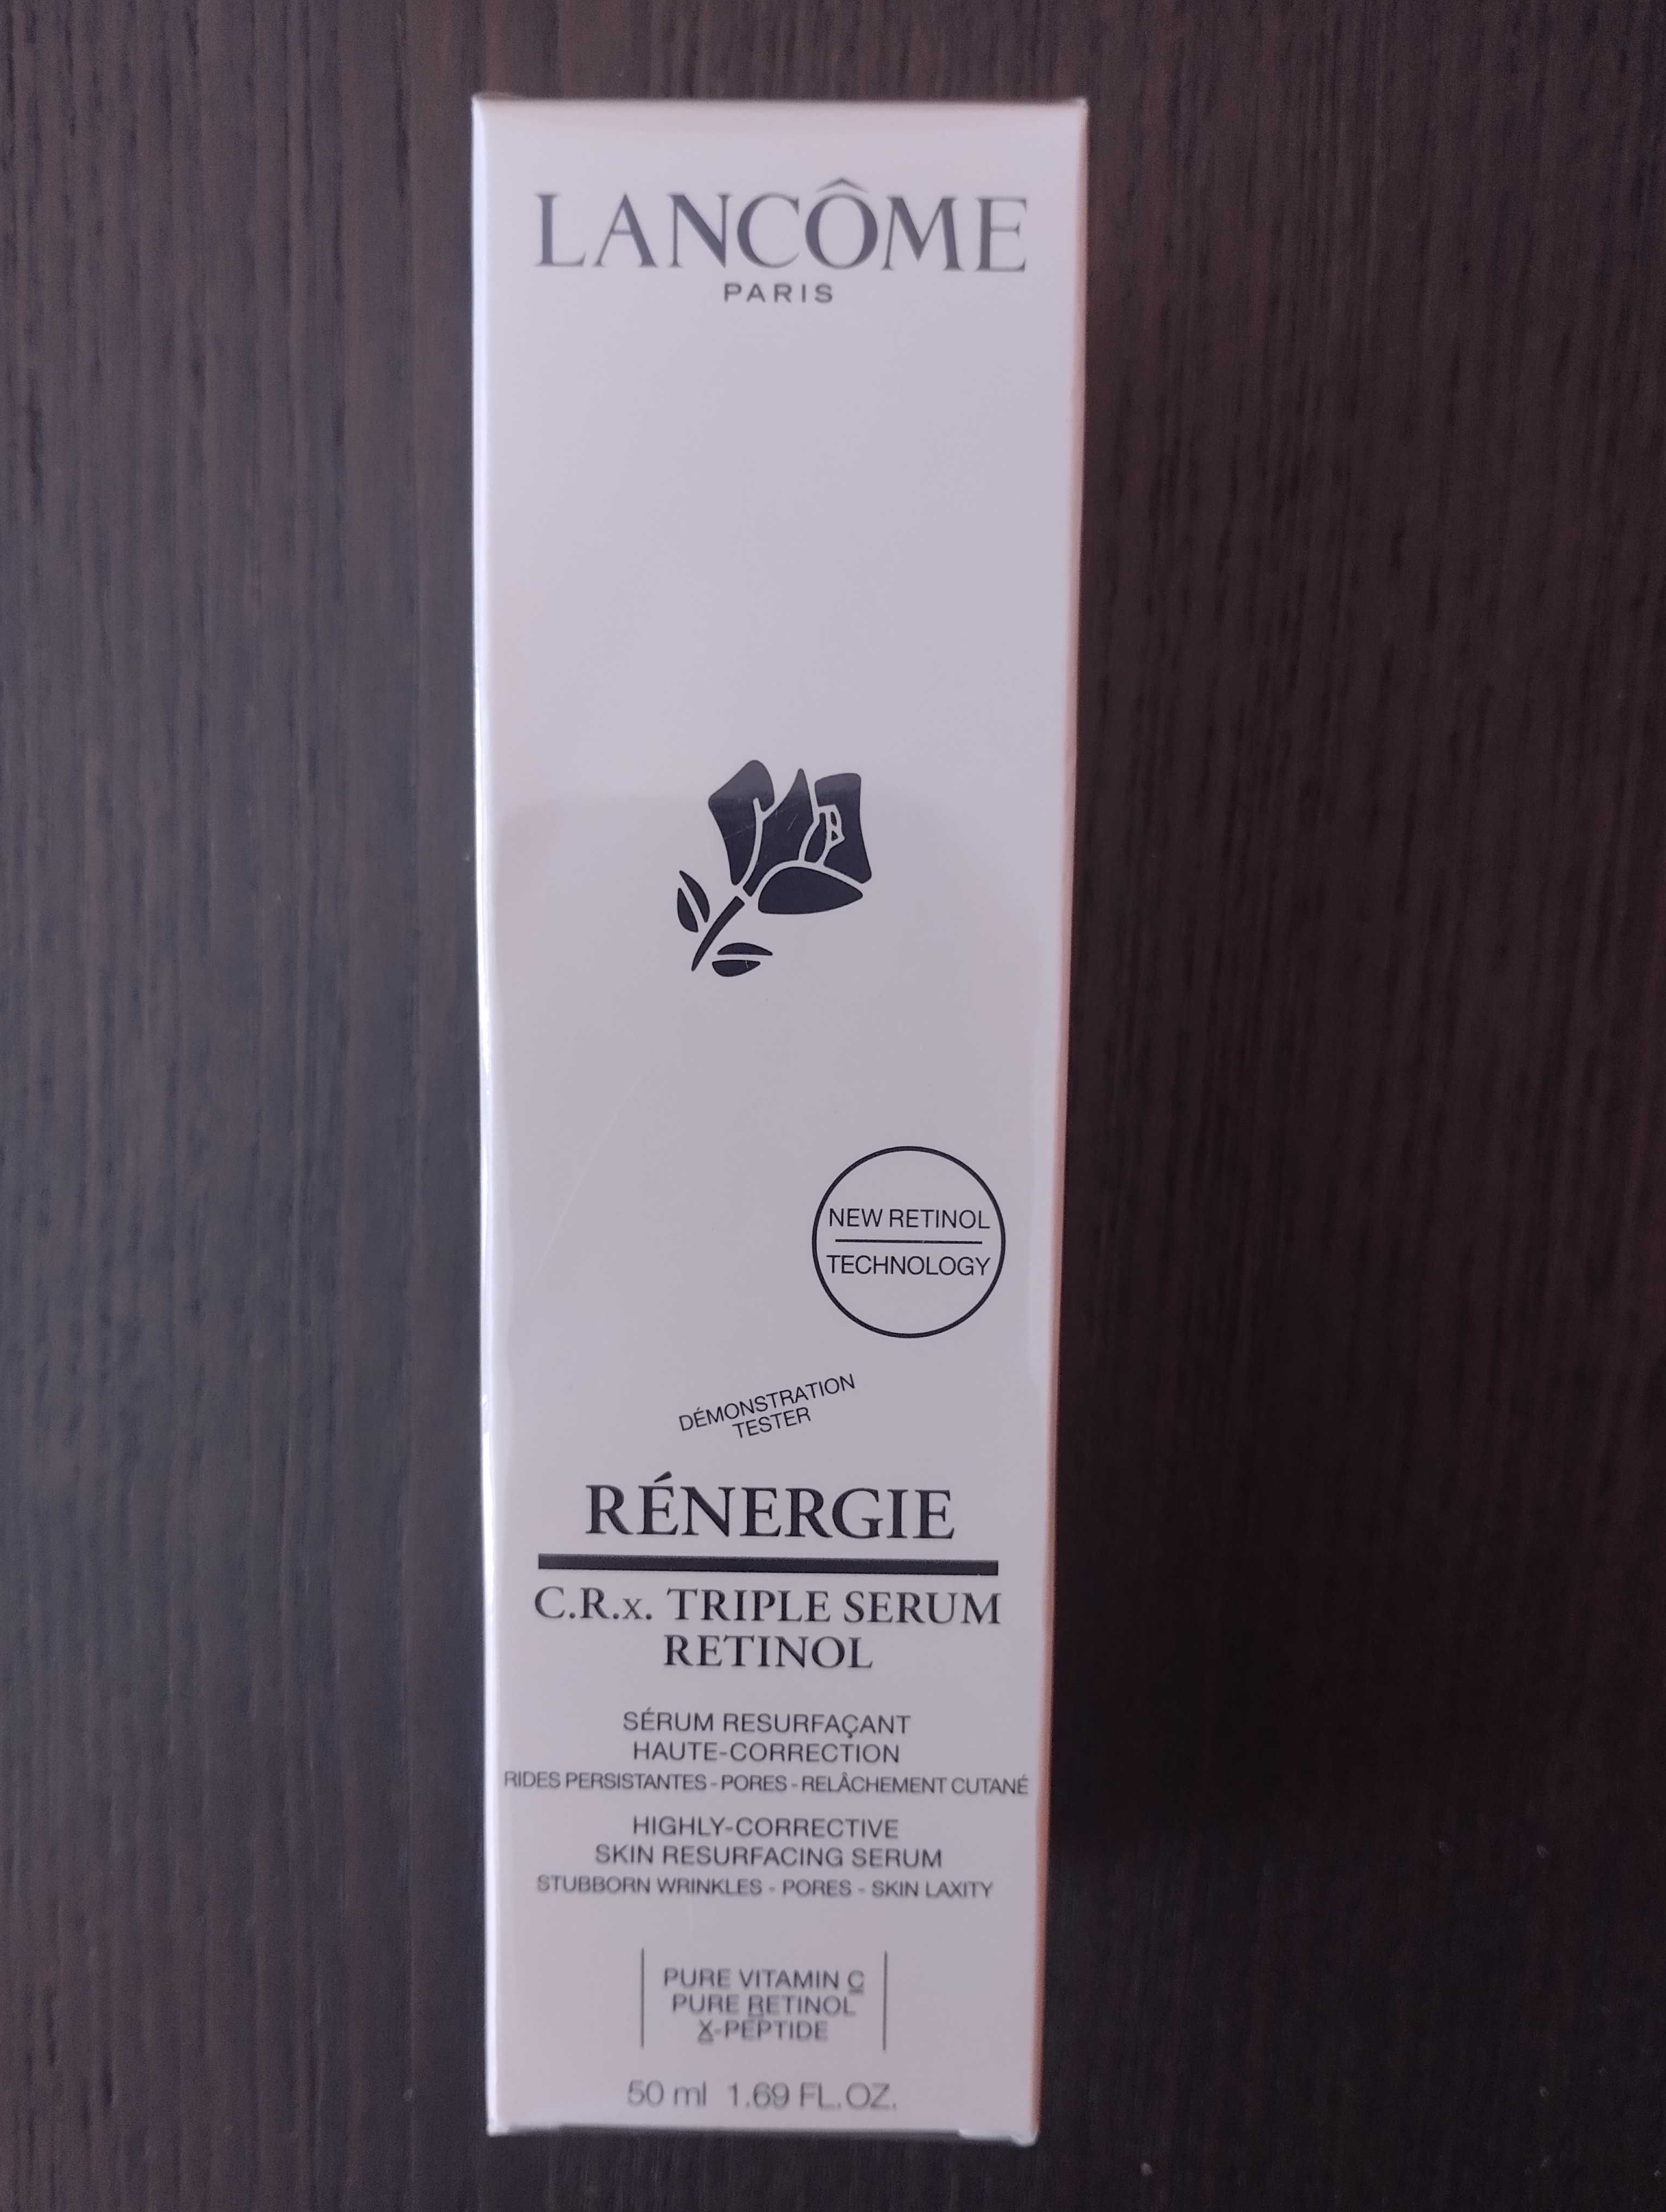 LANCÔME
PARIS
NEW RETINOL
TECHNOLOGY
DÉMONSTRATION
TESTER
RÉNERGIE
C.R.x. TRIPLE SERUM
RETINOL
SÉRUM RESURFAÇANT
HAUTE-CORRECTION
RIDES PERSISTANTES - PORES - RELÂCHEMENT CUTANÉ
HIGHLY-CORRECTIVE
SKIN RESURFACING SERUM
STUBBORN WRINKLES - PORES - SKIN LAXITY
PURE VITAMIN C
PURE RETINOL
X-PEPTIDE
50 ml 1.69 FL.OZ.